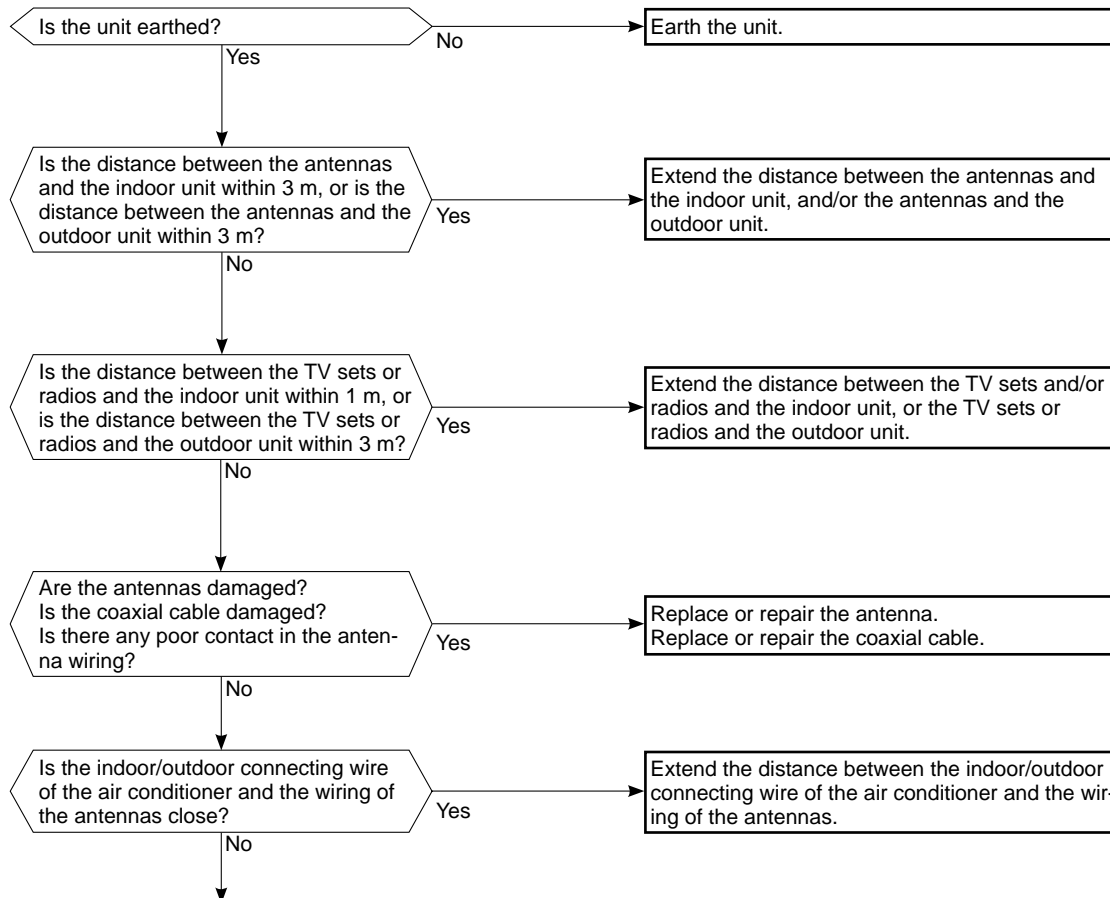 Is the unit earthed?
No
Earth the unit.
Yes
Is the distance between the antennas
and the indoor unit within 3 m, or is the
distance between the antennas and the
outdoor unit within 3 m?
Yes
Extend the distance between the antennas and
the indoor unit, and/or the antennas and the
outdoor unit.
No
Is the distance between the TV sets or
radios and the indoor unit within 1 m, or
is the distance between the TV sets or
radios and the outdoor unit within 3 m?
Yes
Extend the distance between the TV sets and/or
radios and the indoor unit, or the TV sets or
radios and the outdoor unit.
No
Are the antennas damaged?
Is the coaxial cable damaged?
Is there any poor contact in the anten-
na wiring?
Yes
Replace or repair the antenna.
Replace or repair the coaxial cable.
No
Is the indoor/outdoor connecting wire
of the air conditioner and the wiring of
the antennas close?
Yes
Extend the distance between the indoor/outdoor
connecting wire of the air conditioner and the wir-
ing of the antennas.
No